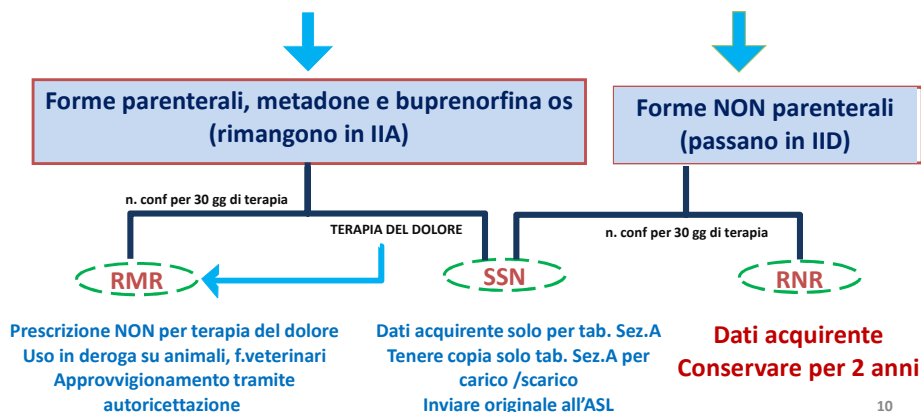 Forme parenterali, metadone e buprenorfina os
(rimangono in IIA)
Forme NON parenterali
(passano in IID)
n. conf per 30 gg di terapia
TERAPIA DEL DOLORE
n. conf per 30 gg di terapia
RMR
SSN
RNR
Prescrizione NON per terapia del dolore
Uso in deroga su animali, f.veterinari
Approvvigionamento tramite
autoricettazione
Dati acquirente solo per tab. Sez.A
Tenere copia solo tab. Sez.A per
carico /scarico
Inviare originale all'ASL
Dati acquirente
Conservare per 2 anni
10